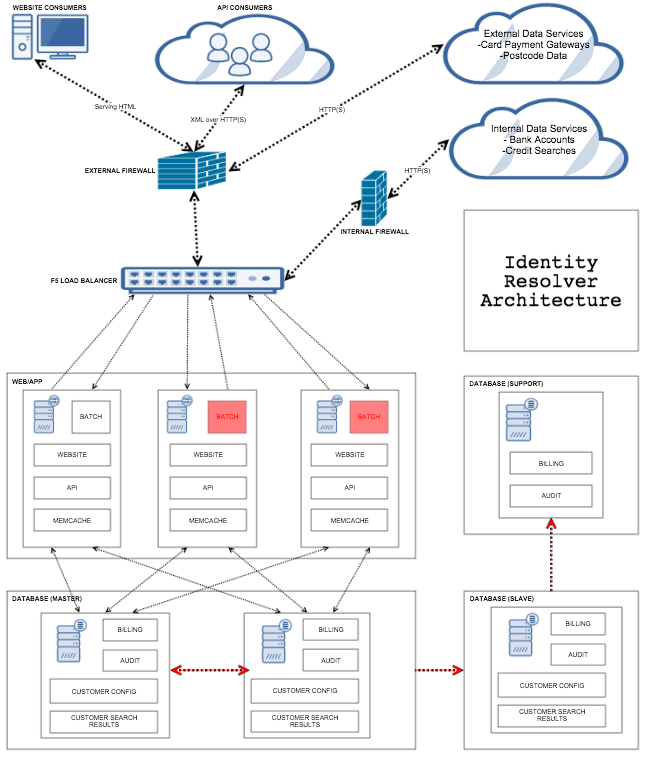 WEBSITE CONSUMERS
API CONSUMERS
External Data Services
-Card Payment Gateways
-Postcode Data
Serving HTML
XML over HTTP(S)
HTTP(S)
Internal Data Services
- Bank Accounts
-Credit Searches
EXTERNAL FIREWALL
HTTP(S)
INTERNAL FIREWALL
F5 LOAD BALANCER
Identity
Resolver
Architecture
WEB/APP
BATCH
WEBSITE
API
MEMCACHE
BATCH
WEBSITE
API
MEMCACHE
BATCH
WEBSITE
API
MEMCACHE
DATABASE (SUPPORT)
BILLING
AUDIT
DATABASE (MASTER)
BILLING
AUDIT
CUSTOMER CONFIG
CUSTOMER SEARCH
RESULTS
BILLING
AUDIT
CUSTOMER CONFIG
CUSTOMER SEARCH
RESULTS
DATABASE (SLAVE)
BILLING
AUDIT
CUSTOMER CONFIG
CUSTOMER SEARCH
RESULTS